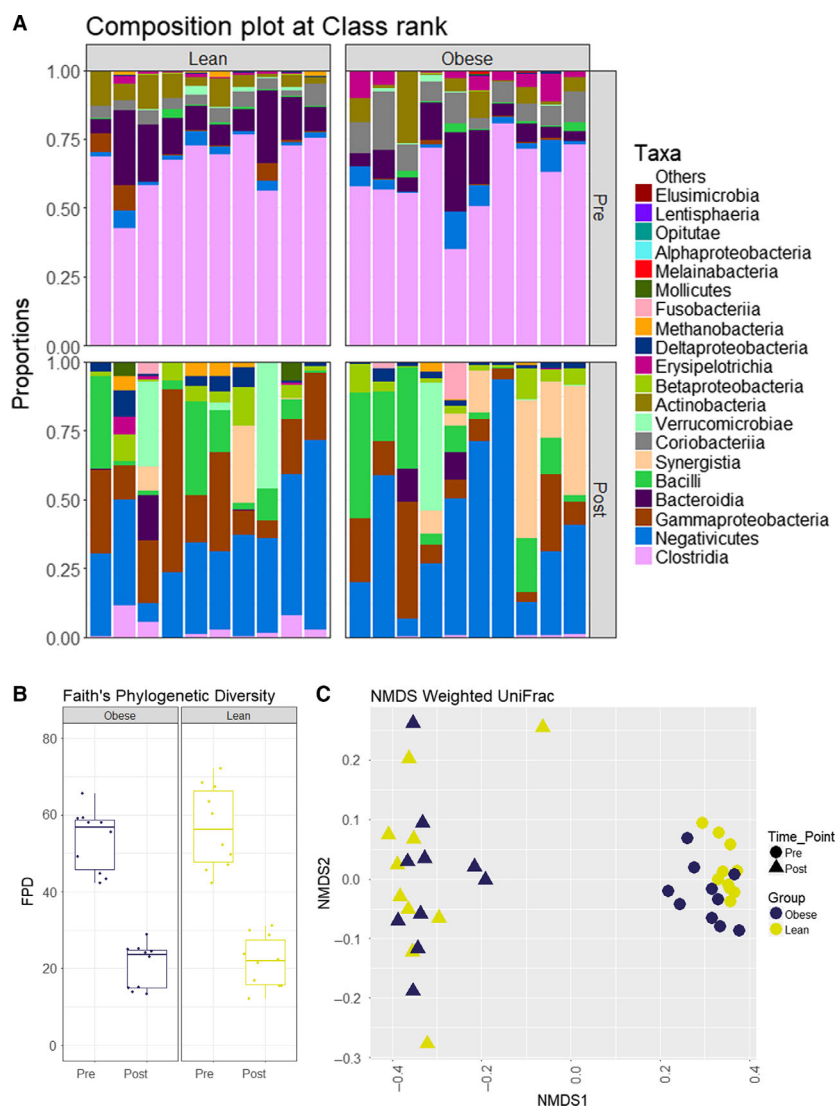 A
Composition plot at Class rank
Lean
Obese
1.00
0.75
0.50
0.25
0.00
Pre
1.00
0.75
0.50
0.25
0.00
Post
Proportions
Taxa
Others
Elusimicrobia
Lentisphaeria
Opitutae
Alphaproteobacteria
Melainabacteria
Mollicutes
Fusobacteriia
Methanobacteria
Deltaproteobacteria
Erysipelotrichia
Betaproteobacteria
Actinobacteria
Verrucomicrobiae
Coriobacteriia
Synergistia
Bacilli
Bacteroidia
Gammaproteobacteria
Negativicutes
Clostridia
B
Faith's Phylogenetic Diversity
Obese
Lean
80
60
40
20
0
FPD
Pre
Post
Pre
Post
C
NMDS Weighted UniFrac
0.2
0.1
0.0
−0.1
−0.2
−0.3
NMDS2
−0.4
−0.2
0.0
0.2
0.4
NMDS1
Time_Point
Pre
Post
Group
Obese
Lean